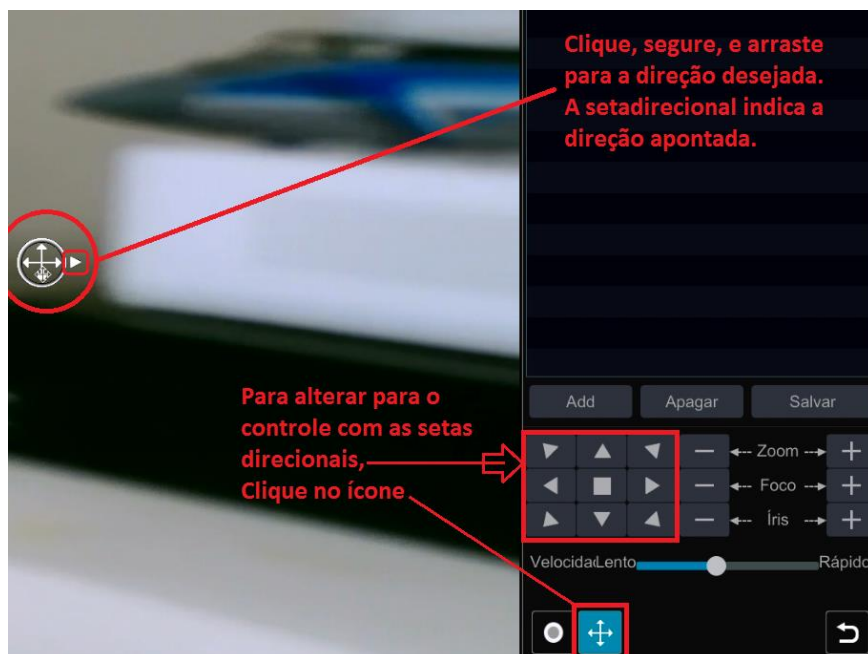 Clique, segure, e arraste
para a direção desejada.
A setadirecional indica a
direção apontada.
Para alterar para o
controle com as setas
direcionais,
Clique no ícone
Add Apagar Salvar
Zoom
Foco
Íris
VelocidadLento Rápido